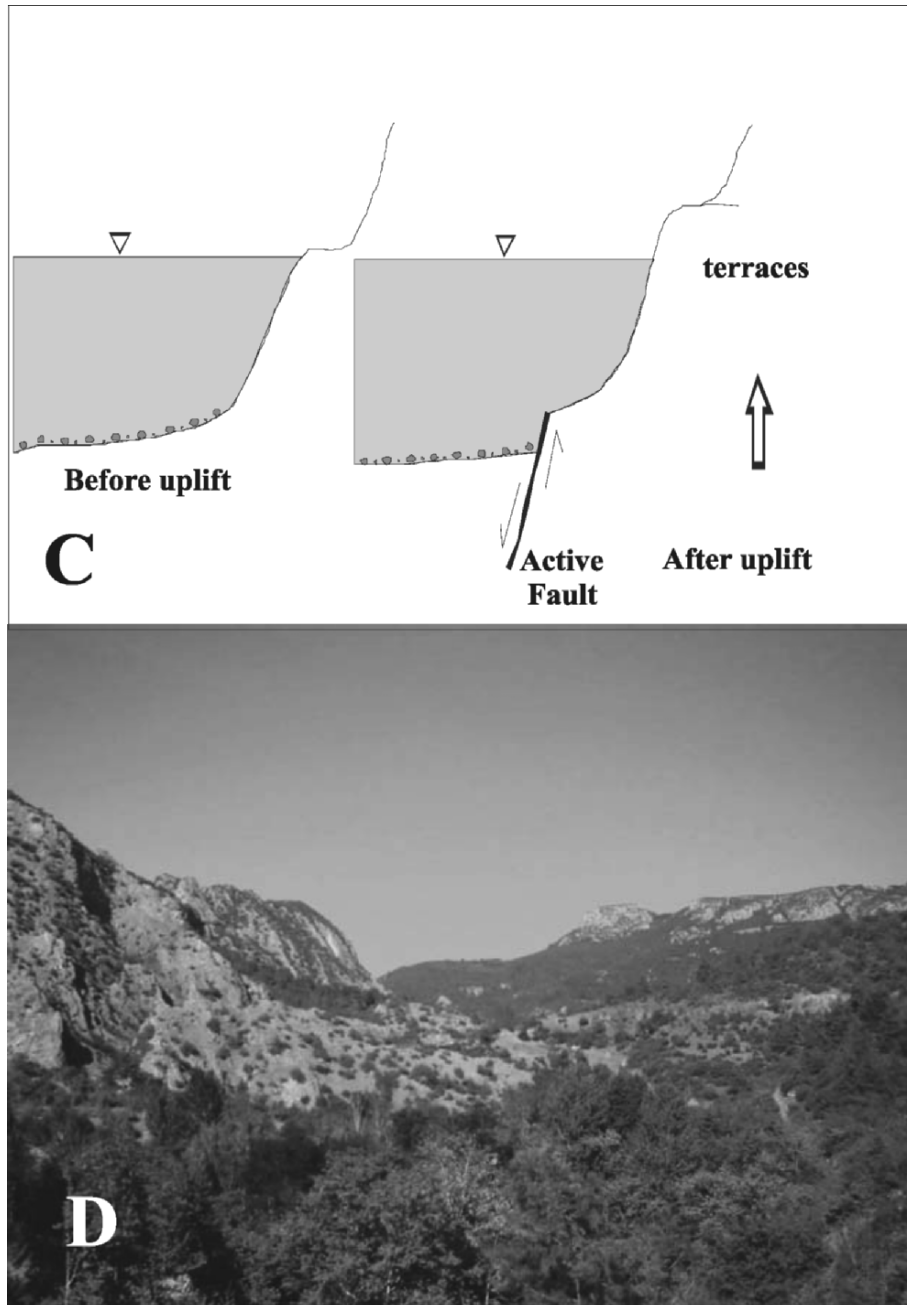 terraces
Before uplift
C
Active
Fault
After uplift
D